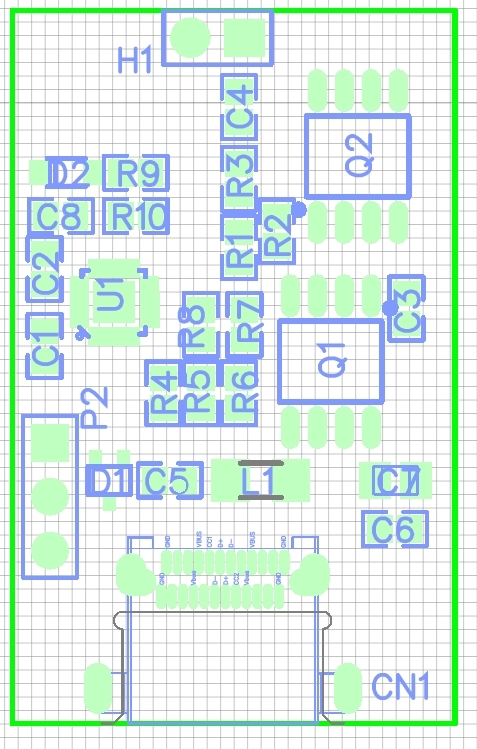 H1
C4
Q2
D2
R9
R3
C8
R10
R1
R2
C2
U1
C3
R8
R7
C1
Q1
R4
R5
R6
P2
D1
C5
L1
C7
C6
GND VBUS CC1 D+ D- VBUS GND
GND Vbus D- D+ CC2 Vbus GND
CN1